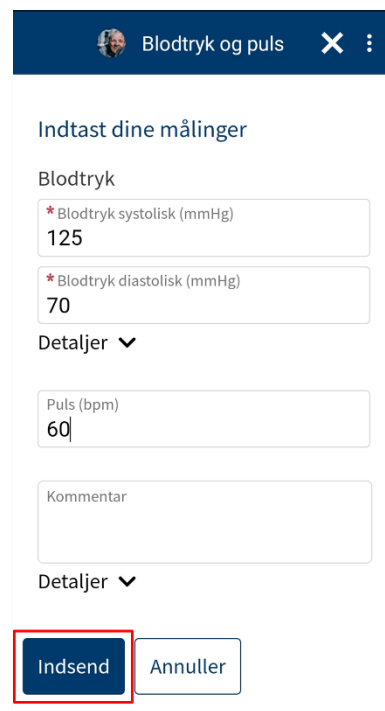 Blodtryk og puls
Indtast dine målinger
Blodtryk
* Blodtryk systolisk (mmHg)
125
* Blodtryk diastolisk (mmHg)
70
Detaljer
Puls (bpm)
60
Kommentar
Detaljer
Indsend Annuller